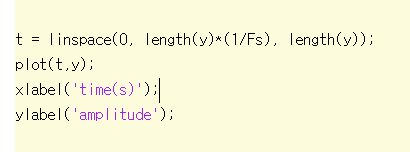 t = linspace(0, length(y)*(1/Fs), length(y));
plot(t,y);
xlabel('time(s)');
ylabel('amplitude');